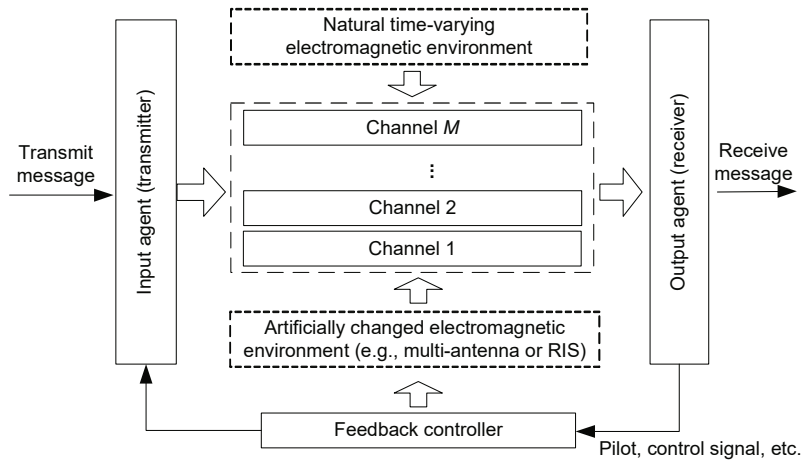 Natural time-varying
electromagnetic environment
Input agent (transmitter)
Output agent (receiver)
Channel M
Transmit
message
Receive
message
⋮
Channel 2
Channel 1
Artificially changed electromagnetic
environment (e.g., multi-antenna or RIS)
Feedback controller
Pilot, control signal, etc.